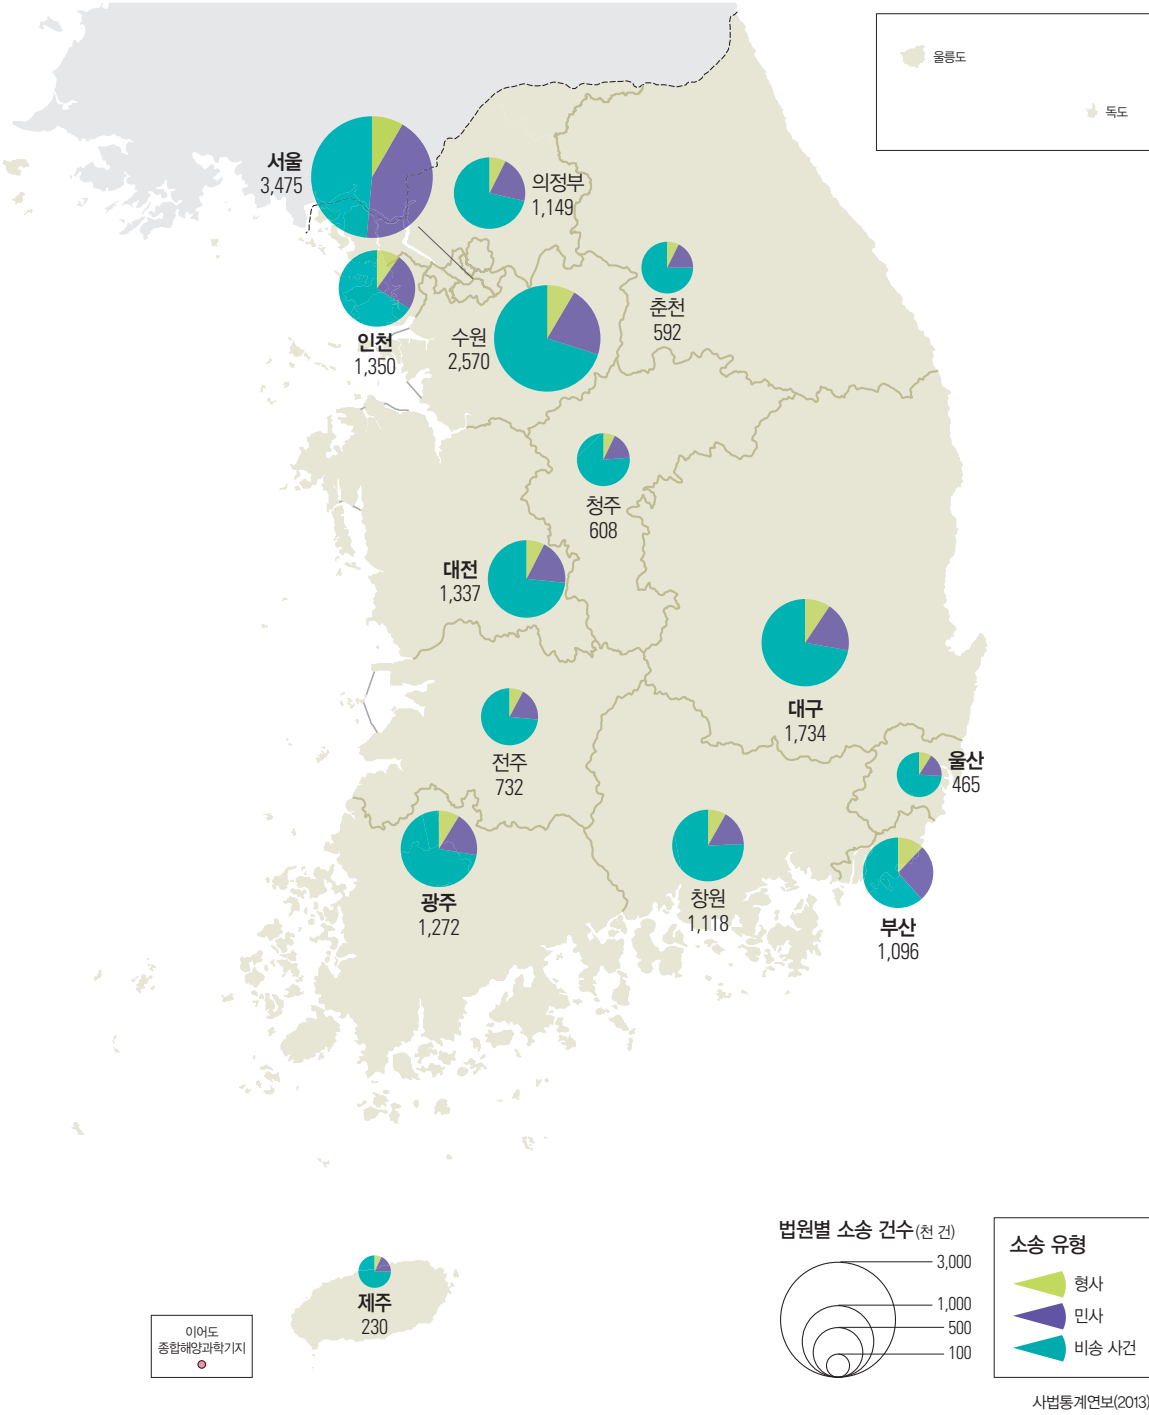 울릉도
독도
서울
3,475
의정부
1,149
춘천
592
인천
1,350
수원
2,570
청주
608
대전
1,337
대구
1,734
전주
732
울산
465
광주
1,272
창원
1,118
부산
1,096
제주
230
이어도
종합해양과학기지
법원별 소송 건수(천 건)
3,000
1,000
500
100
소송 유형
형사
민사
비송 사건
사법통계연보(2013)